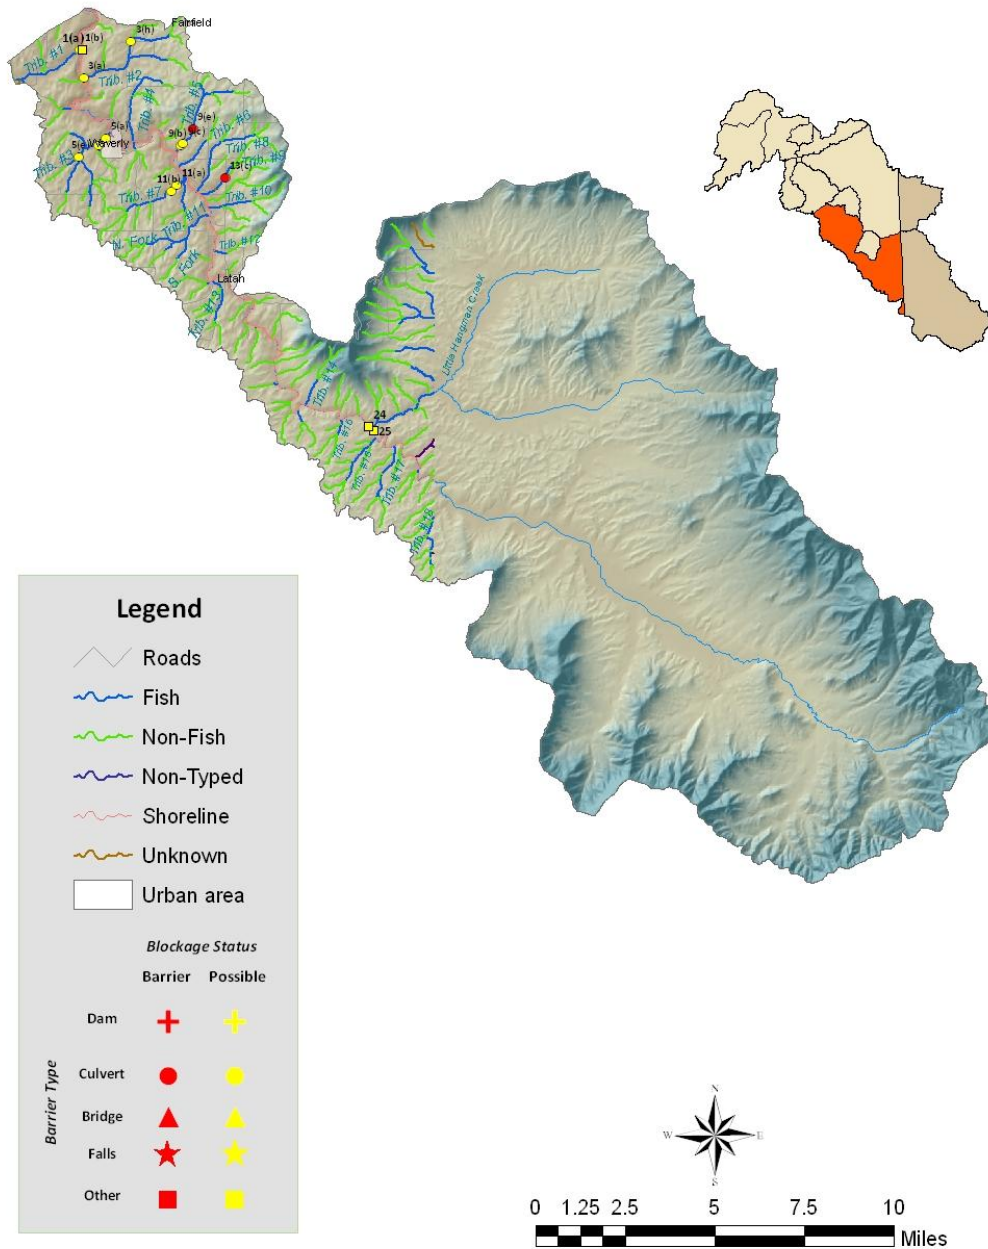 Fairfield
3(h)
1(a)
1(b)
Trib. #1
3(a)
Trib. #2
Trib. #4
Trib. #5
9(e)
Trib. #6
5(a)
9(b)
Waverly
Trib. #8
Trib. #3
Trib. #9
13(c)
11(a)
11(b)
Trib. #7
Trib. #10
Trib. #11
N. Fork
Trib. #12
S. Fork
Latah
Trib. #13
Little Hangman Creek
Trib. #14
24
25
Trib. #16
Trib. #15
Trib. #17
Trib. #18
Legend
Roads
Fish
Non-Fish
Non-Typed
Shoreline
Unknown
Urban area
Blockage Status
Barrier Possible
Barrier Type
Dam
Culvert
Bridge
Falls
Other
N
W E
S
0 1.25 2.5 5 7.5 10
Miles